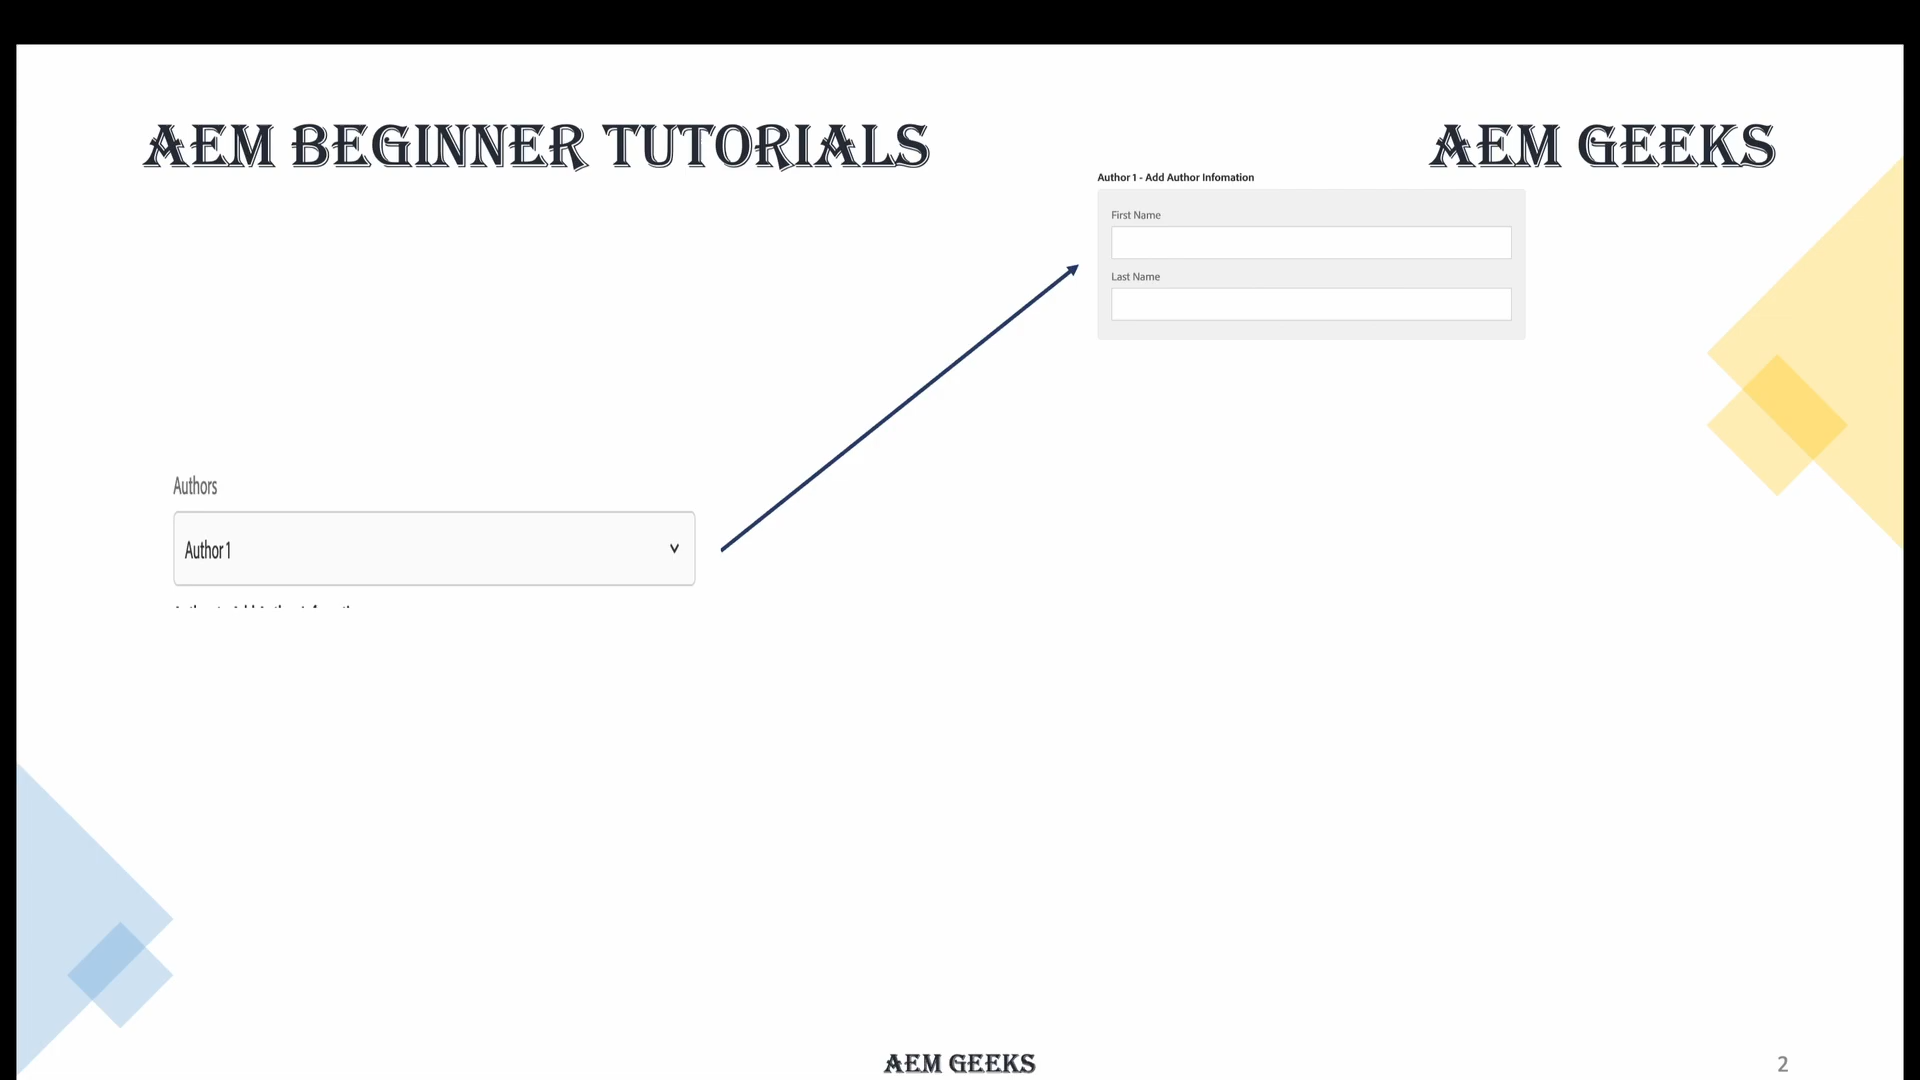 AEM BEGINNER TUTORIALS
AEM GEEKS
Author 1 - Add Author Infomation
First Name
Last Name
Authors
Author 1
AEM GEEKS
2